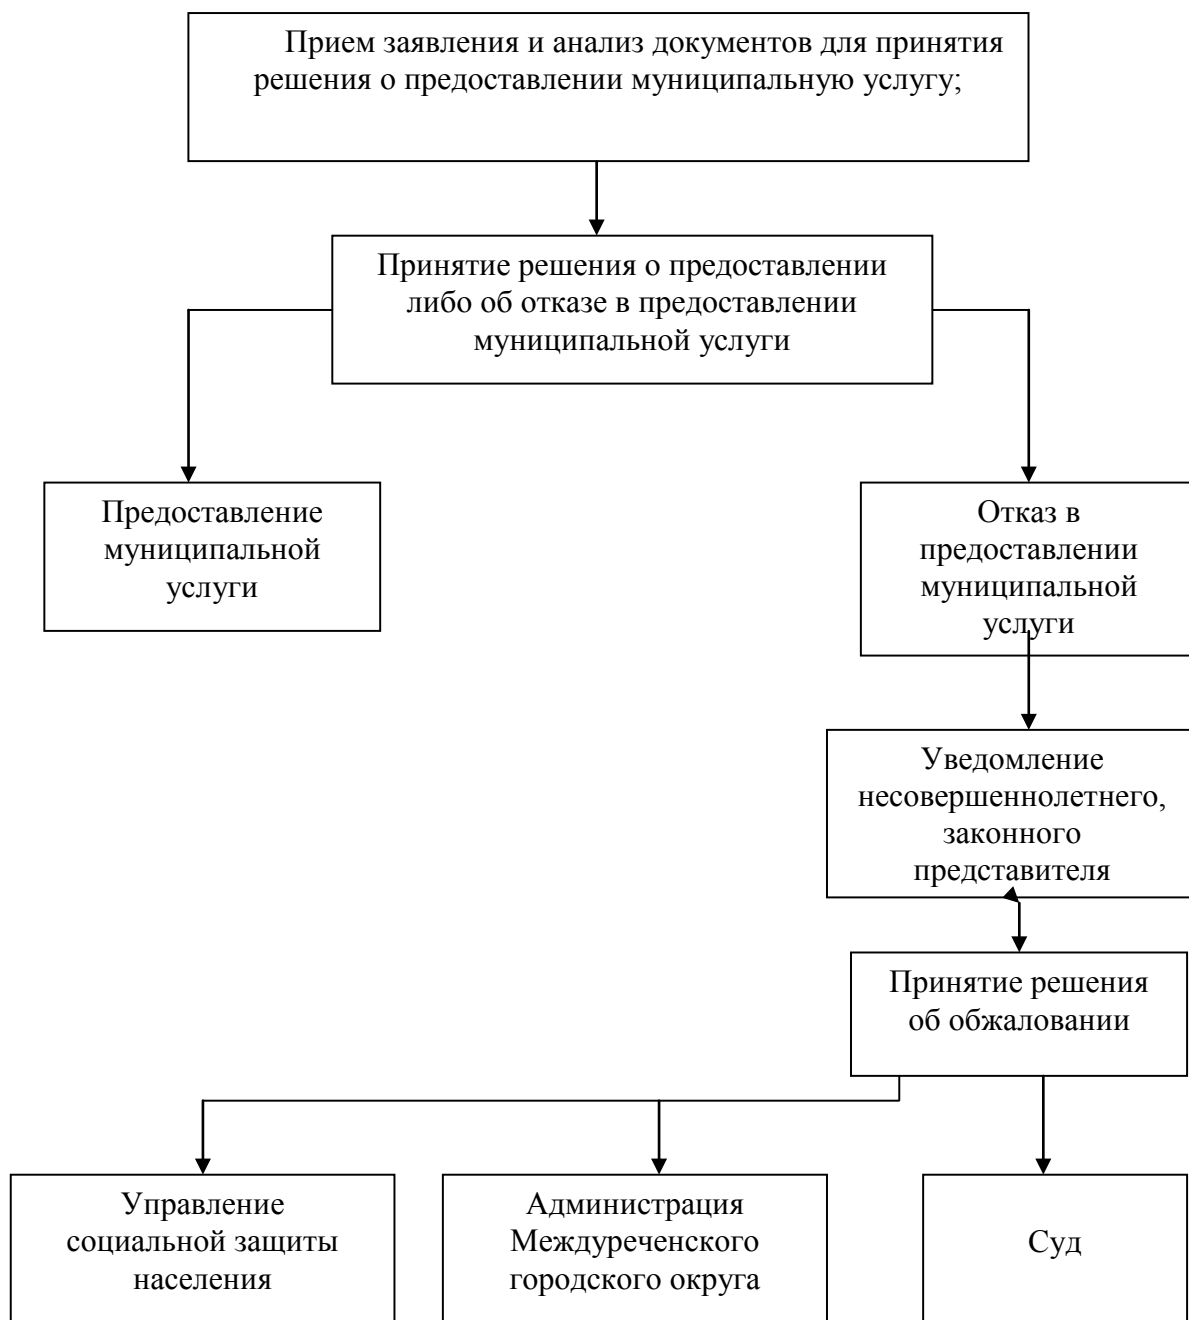 Прием заявления и анализ документов для принятия
решения о предоставлении муниципальную услугу;
Принятие решения о предоставлении
либо об отказе в предоставлении
муниципальной услуги
Предоставление
муниципальной
услуги
Отказ в
предоставлении
муниципальной
услуги
Уведомление
несовершеннолетнего,
законного
представителя
Принятие решения
об обжаловании
Управление
социальной защиты
населения
Администрация
Междуреченского
городского округа
Суд